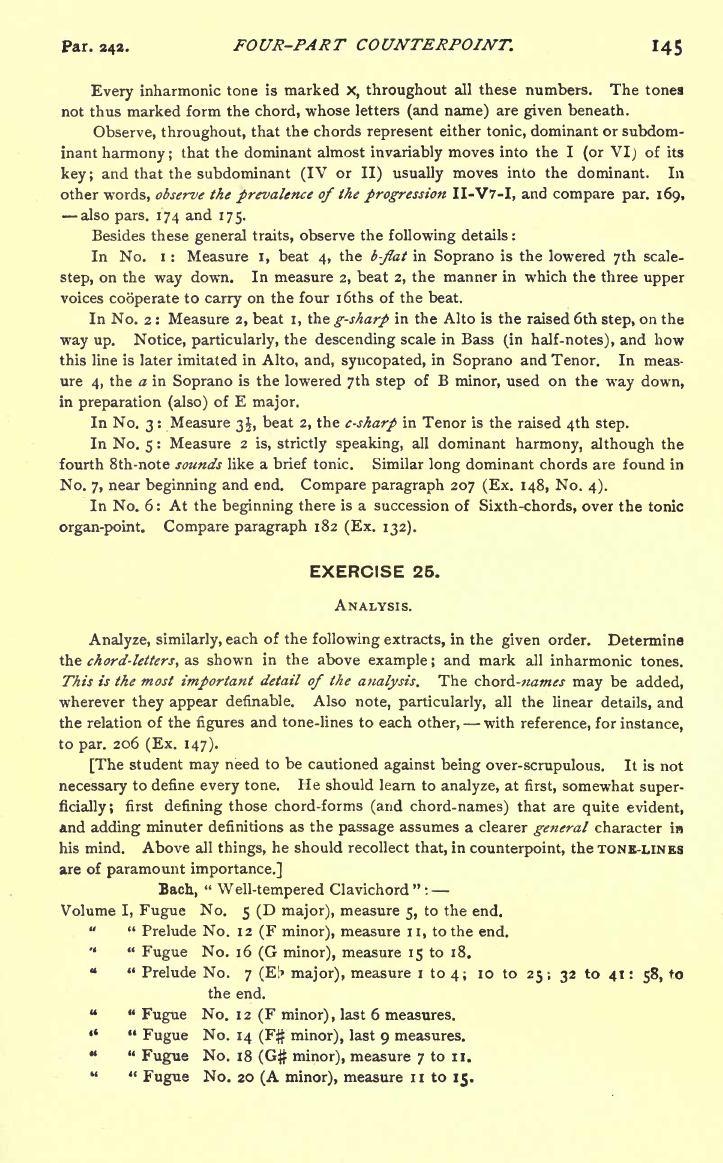 Par. 242. FOUR-PART COUNTERPOINT. 145
Every inharmonic tone is marked x, throughout all these numbers. The tones
not thus marked form the chord, whose letters (and name) are given beneath.
Observe, throughout, that the chords represent either tonic, dominant or subdom-
inant harmony; that the dominant almost invariably moves into the I (or VI) of its
key; and that the subdominant (IV or II) usually moves into the dominant. In
other words, observe the prevalence of the progression II-V7-I, and compare par. 169,
— also pars. 174 and 175.
Besides these general traits, observe the following details:
In No. 1: Measure 1, beat 4, the b-flat in Soprano is the lowered 7th scale-
step, on the way down. In measure 2, beat 2, the manner in which the three upper
voices coöperate to carry on the four 16ths of the beat.
In No. 2: Measure 2, beat 1, the g-sharp in the Alto is the raised 6th step, on the
way up. Notice, particularly, the descending scale in Bass (in half-notes), and how
this line is later imitated in Alto, and, syncopated, in Soprano and Tenor. In meas-
ure 4, the a in Soprano is the lowered 7th step of B minor, used on the way down,
in preparation (also) of E major.
In No. 3: Measure 3½, beat 2, the c-sharp in Tenor is the raised 4th step.
In No. 5: Measure 2 is, strictly speaking, all dominant harmony, although the
fourth 8th-note sounds like a brief tonic. Similar long dominant chords are found in
No. 7, near beginning and end. Compare paragraph 207 (Ex. 148, No. 4).
In No. 6: At the beginning there is a succession of Sixth-chords, over the tonic
organ-point. Compare paragraph 182 (Ex. 132).
EXERCISE 25.
ANALYSIS.
Analyze, similarly, each of the following extracts, in the given order. Determine
the chord-letters, as shown in the above example; and mark all inharmonic tones.
This is the most important detail of the analysis. The chord-names may be added,
wherever they appear definable. Also note, particularly, all the linear details, and
the relation of the figures and tone-lines to each other, — with reference, for instance,
to par. 206 (Ex. 147).
[The student may need to be cautioned against being over-scrupulous. It is not
necessary to define every tone. He should learn to analyze, at first, somewhat super-
ficially; first defining those chord-forms (and chord-names) that are quite evident,
and adding minuter definitions as the passage assumes a clearer general character in
his mind. Above all things, he should recollect that, in counterpoint, the TONE-LINES
are of paramount importance.]
Bach, "Well-tempered Clavichord": —
Volume I, Fugue No. 5 (D major), measure 5, to the end.
" " Prelude No. 12 (F minor), measure 11, to the end.
" " Fugue No. 16 (G minor), measure 15 to 18.
" " Prelude No. 7 (E♭ major), measure 1 to 4; 10 to 25; 32 to 41: 58, to
the end.
" " Fugue No. 12 (F minor), last 6 measures.
" " Fugue No. 14 (F♯ minor), last 9 measures.
" " Fugue No. 18 (G♯ minor), measure 7 to 11.
" " Fugue No. 20 (A minor), measure 11 to 15.